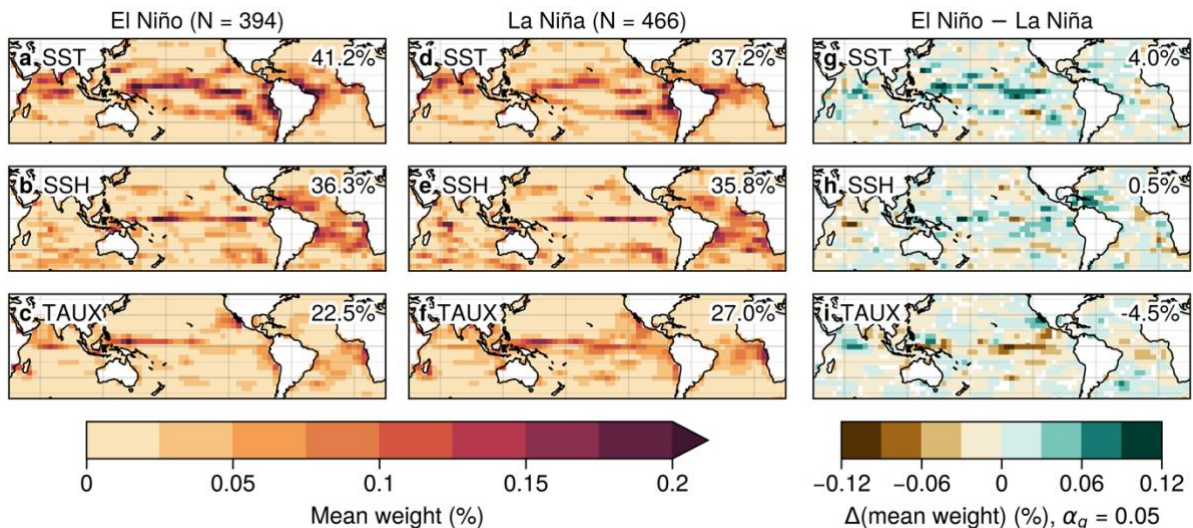 El Niño (N = 394)
La Niña (N = 466)
El Niño − La Niña
a. SST 41.2%
d. SST 37.2%
g. SST 4.0%
b. SSH 36.3%
e. SSH 35.8%
h. SSH 0.5%
c. TAUX 22.5%
f. TAUX 27.0%
i. TAUX -4.5%
0 0.05 0.1 0.15 0.2
Mean weight (%)
−0.12 −0.06 0 0.06 0.12
Δ(mean weight) (%), αg = 0.05